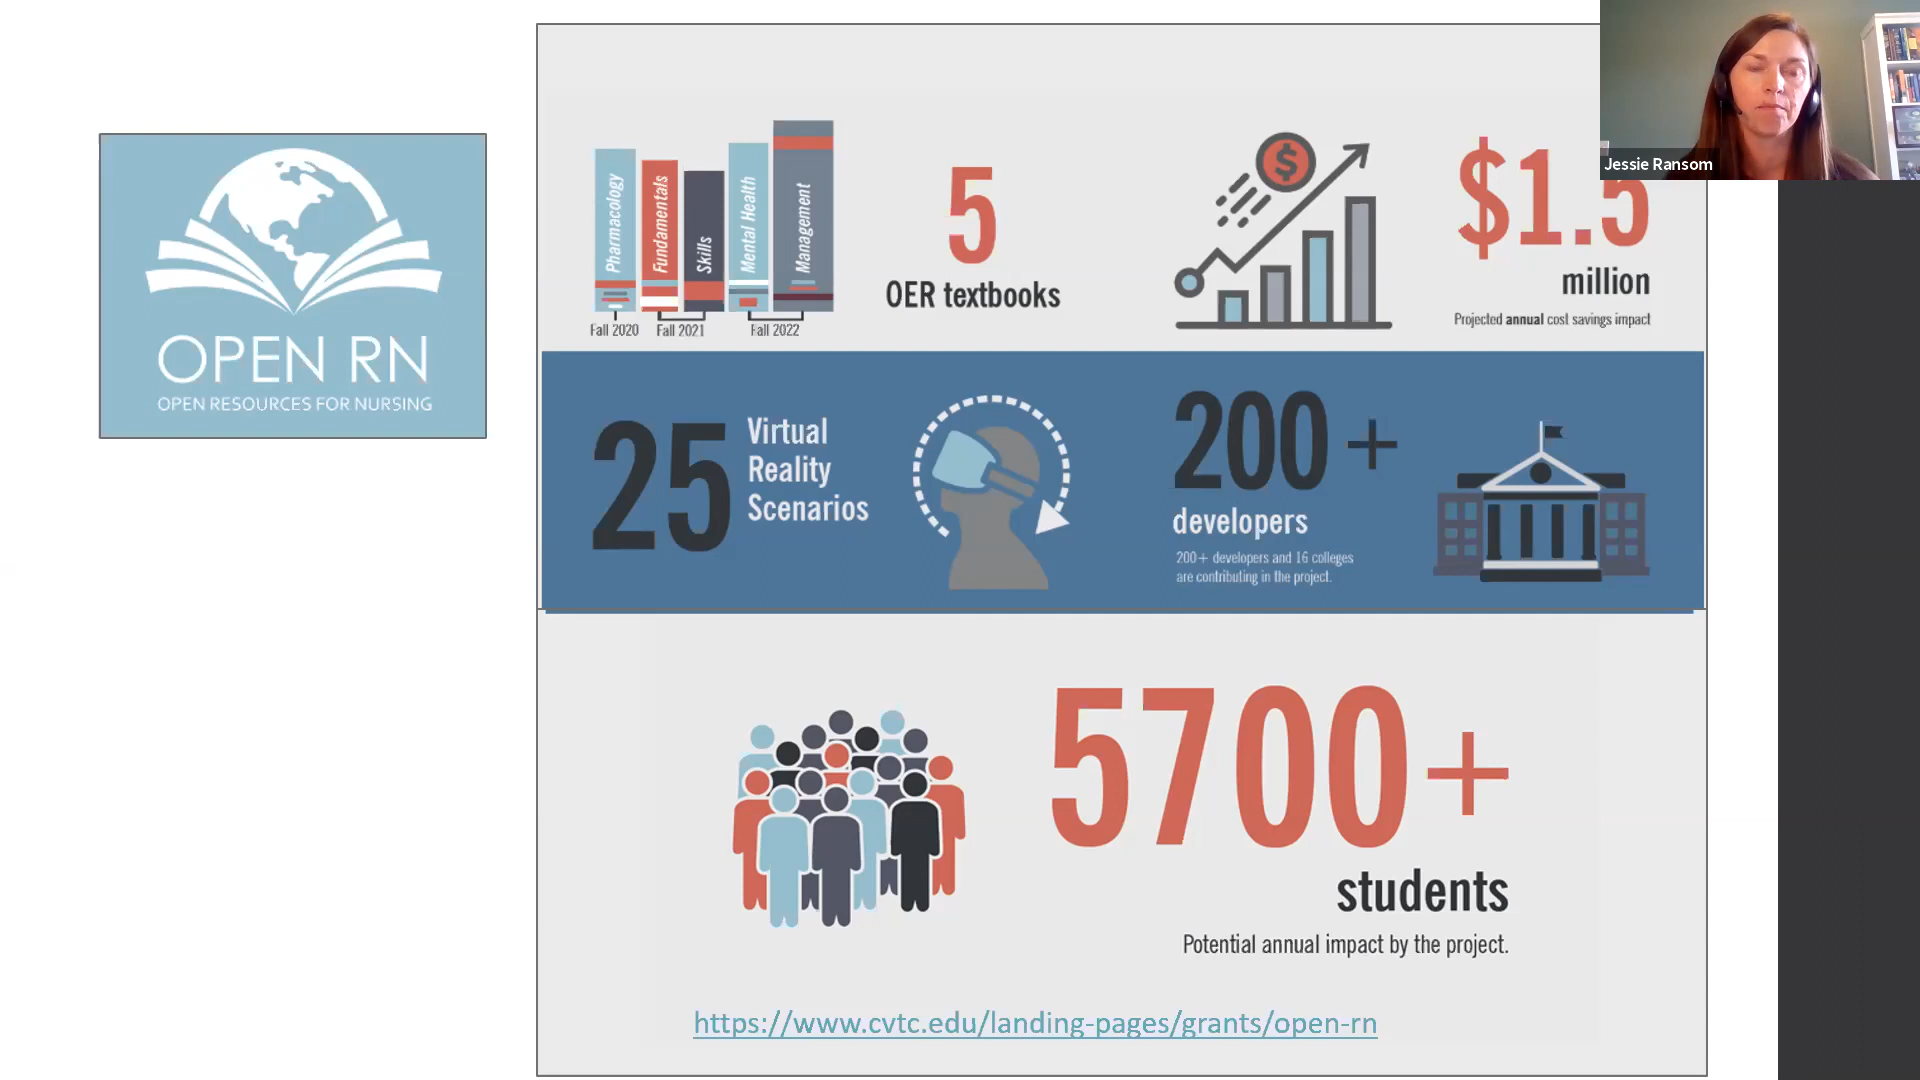 OPEN RN
OPEN RESOURCES FOR NURSING
Pharmacology
Fundamentals
Skills
Mental Health
Management
Fall 2020
Fall 2021
Fall 2022
5
OER textbooks
$
$1.5
million
Projected annual cost savings impact
Jessie Ransom
25
Virtual
Reality
Scenarios
200+
developers
200+ developers and 16 colleges
are contributing in the project.
5700+
students
Potential annual impact by the project.
https://www.cvtc.edu/landing-pages/grants/open-rn